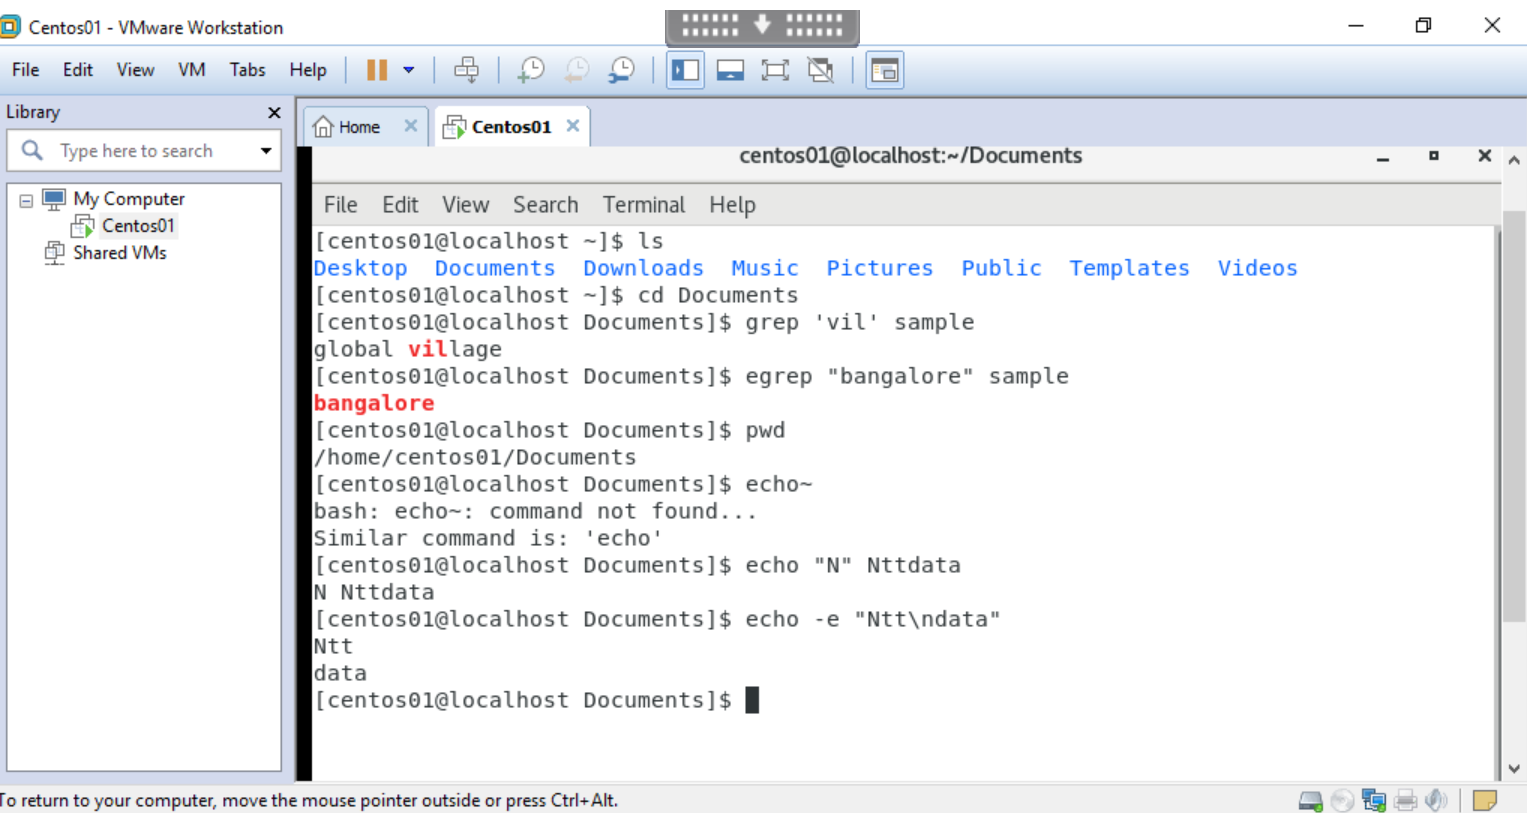 Centos01 - VMware Workstation
File Edit View VM Tabs Help
Library
Type here to search
My Computer
Centos01
Shared VMs
Home Centos01
centos01@localhost:~/Documents
File Edit View Search Terminal Help
[centos01@localhost ~]$ ls
Desktop Documents Downloads Music Pictures Public Templates Videos
[centos01@localhost ~]$ cd Documents
[centos01@localhost Documents]$ grep 'vil' sample
global village
[centos01@localhost Documents]$ egrep "bangalore" sample
bangalore
[centos01@localhost Documents]$ pwd
/home/centos01/Documents
[centos01@localhost Documents]$ echo~
bash: echo~: command not found...
Similar command is: 'echo'
[centos01@localhost Documents]$ echo "N" Nttdata
N Nttdata
[centos01@localhost Documents]$ echo -e "Ntt\ndata"
Ntt
data
[centos01@localhost Documents]$
To return to your computer, move the mouse pointer outside or press Ctrl+Alt.